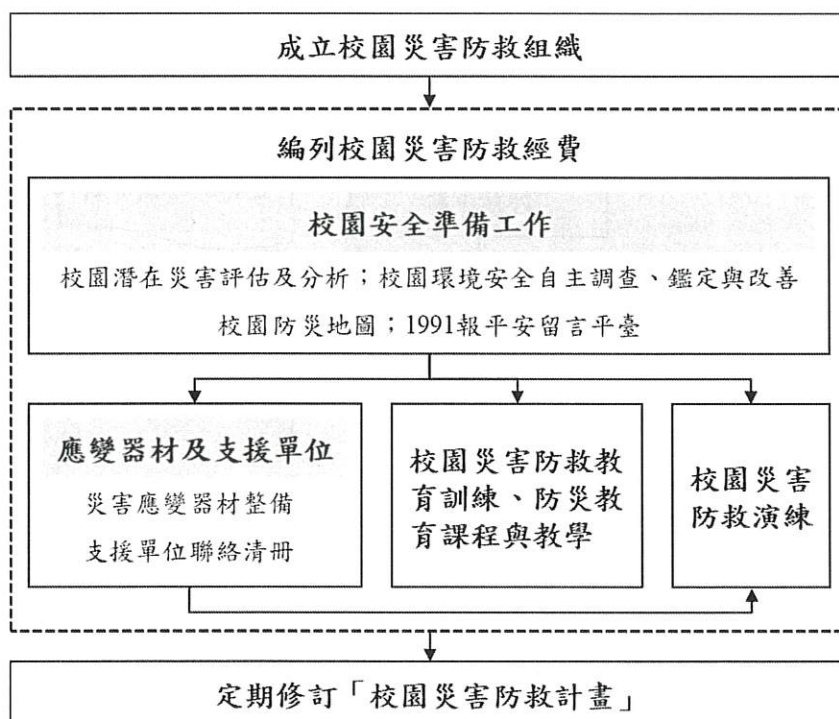 成立校園災害防救組織
編列校園災害防救經費
校園安全準備工作
校園潛在災害評估及分析；校園環境安全自主調查、鑑定與改善
校園防災地圖；1991報平安留言平臺
應變器材及支援單位
災害應變器材整備
支援單位聯絡清冊
校園災害防救教
育訓練、防災教
育課程與教學
校園災害
防救演練
定期修訂「校園災害防救計畫」